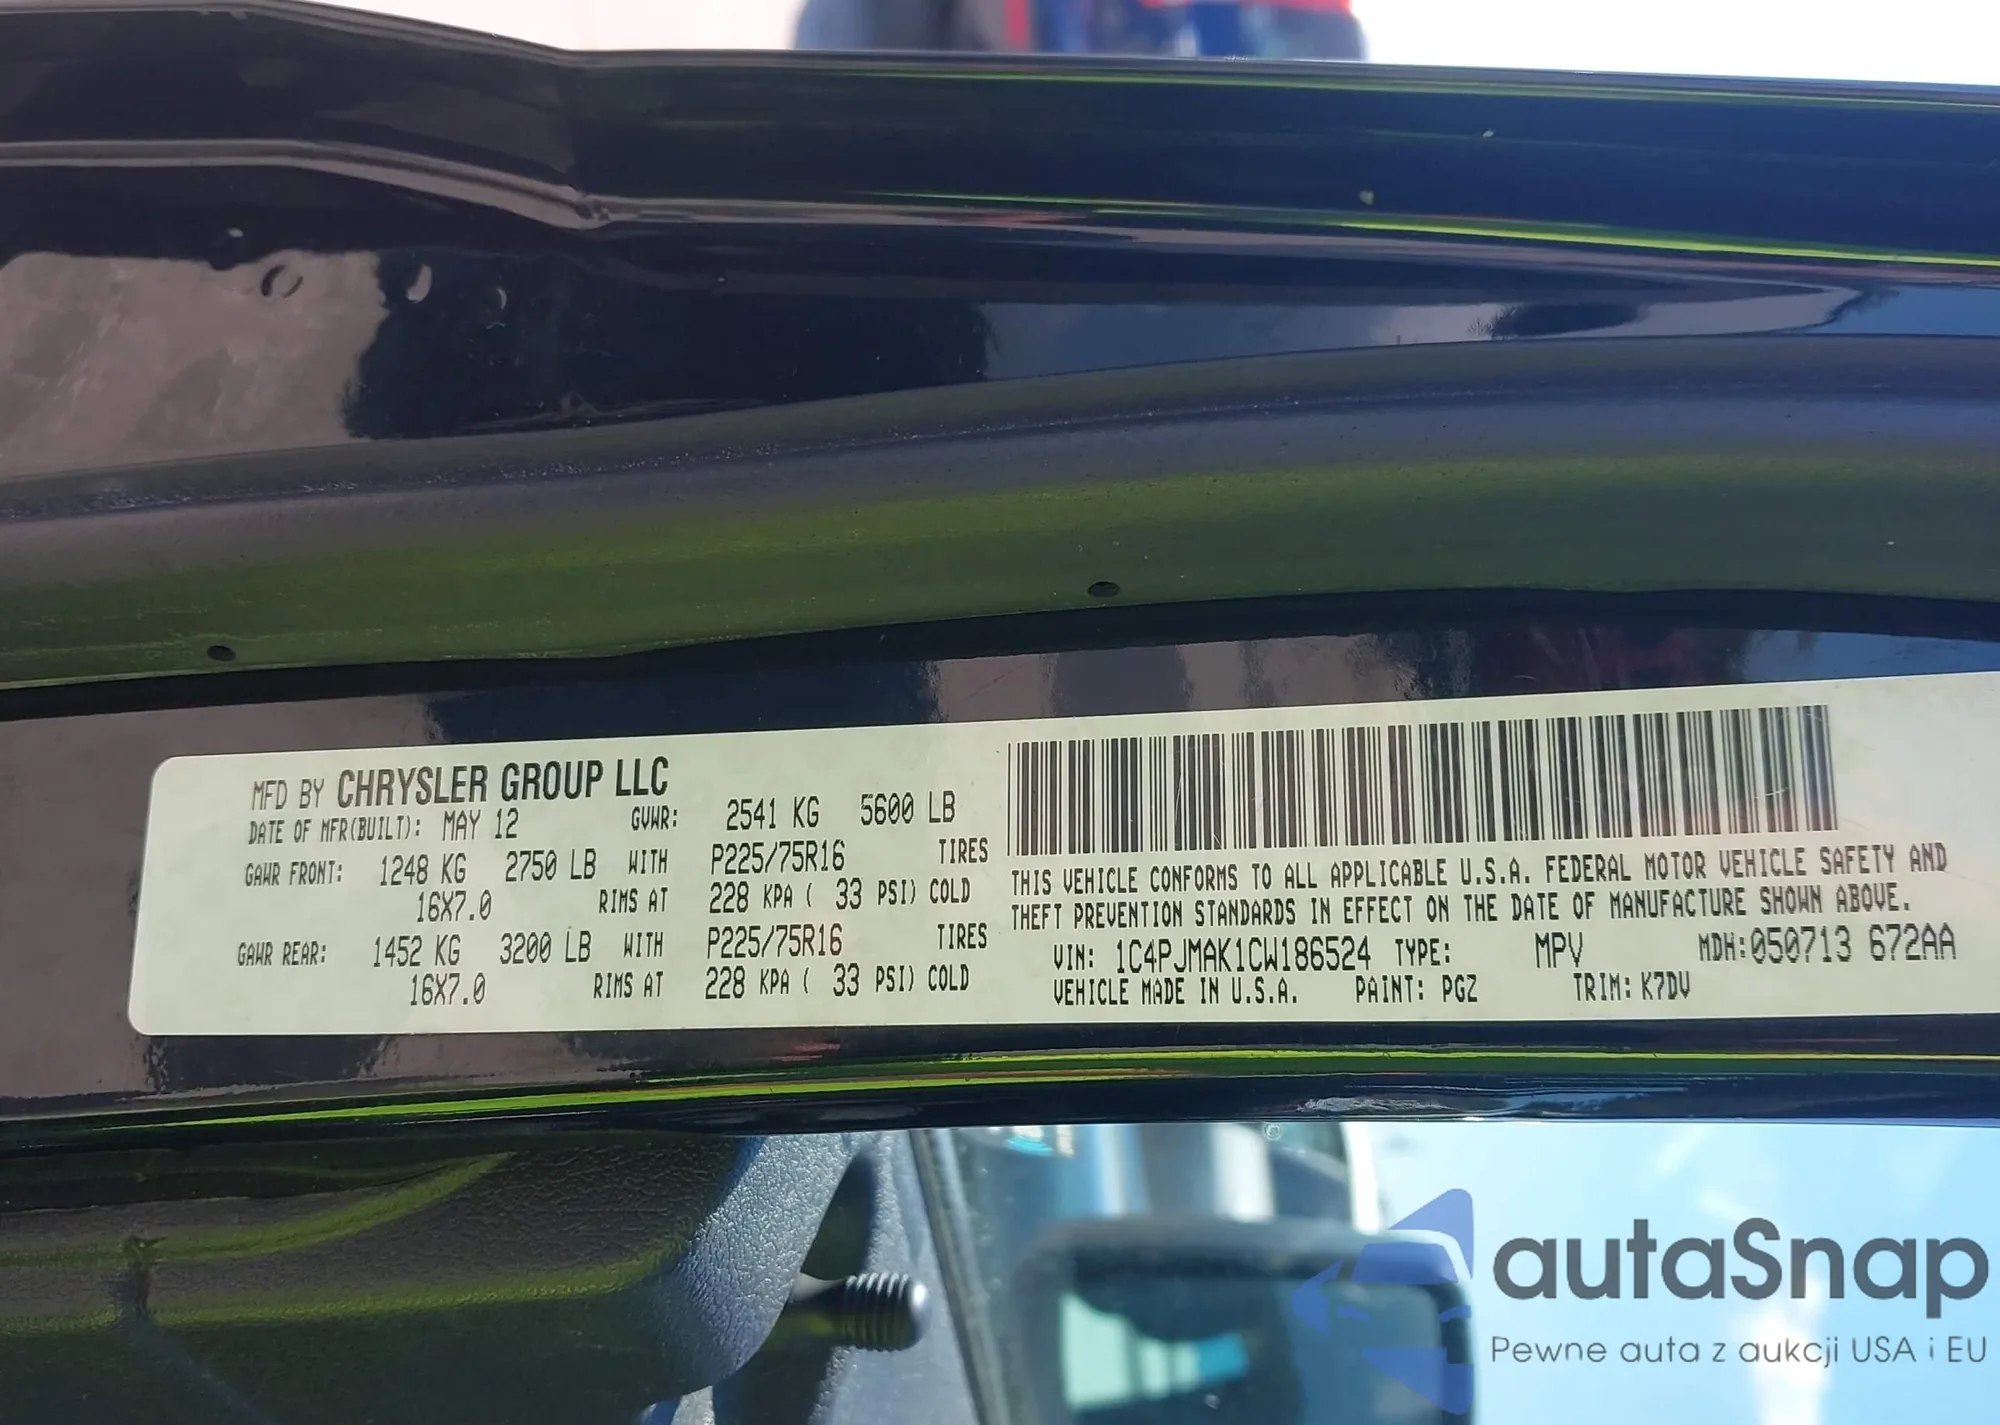 MFD BY CHRYSLER GROUP LLC
DATE OF MFR(BUILT): MAY 12 GVWR: 2541 KG 5600 LB
GAWR FRONT: 1248 KG 2750 LB WITH P225/75R16 TIRES
16X7.0 RIMS AT 228 KPA ( 33 PSI) COLD
GAWR REAR: 1452 KG 3200 LB WITH P225/75R16 TIRES
16X7.0 RIMS AT 228 KPA ( 33 PSI) COLD
THIS VEHICLE CONFORMS TO ALL APPLICABLE U.S.A. FEDERAL MOTOR VEHICLE SAFETY AND
THEFT PREVENTION STANDARDS IN EFFECT ON THE DATE OF MANUFACTURE SHOWN ABOVE.
VIN: 1C4PJMAK1CW186524 TYPE: MPV MDH:050713 672AA
VEHICLE MADE IN U.S.A. PAINT: PGZ TRIM: K7DV
autaSnap
Pewne auta z aukcji USA i EU